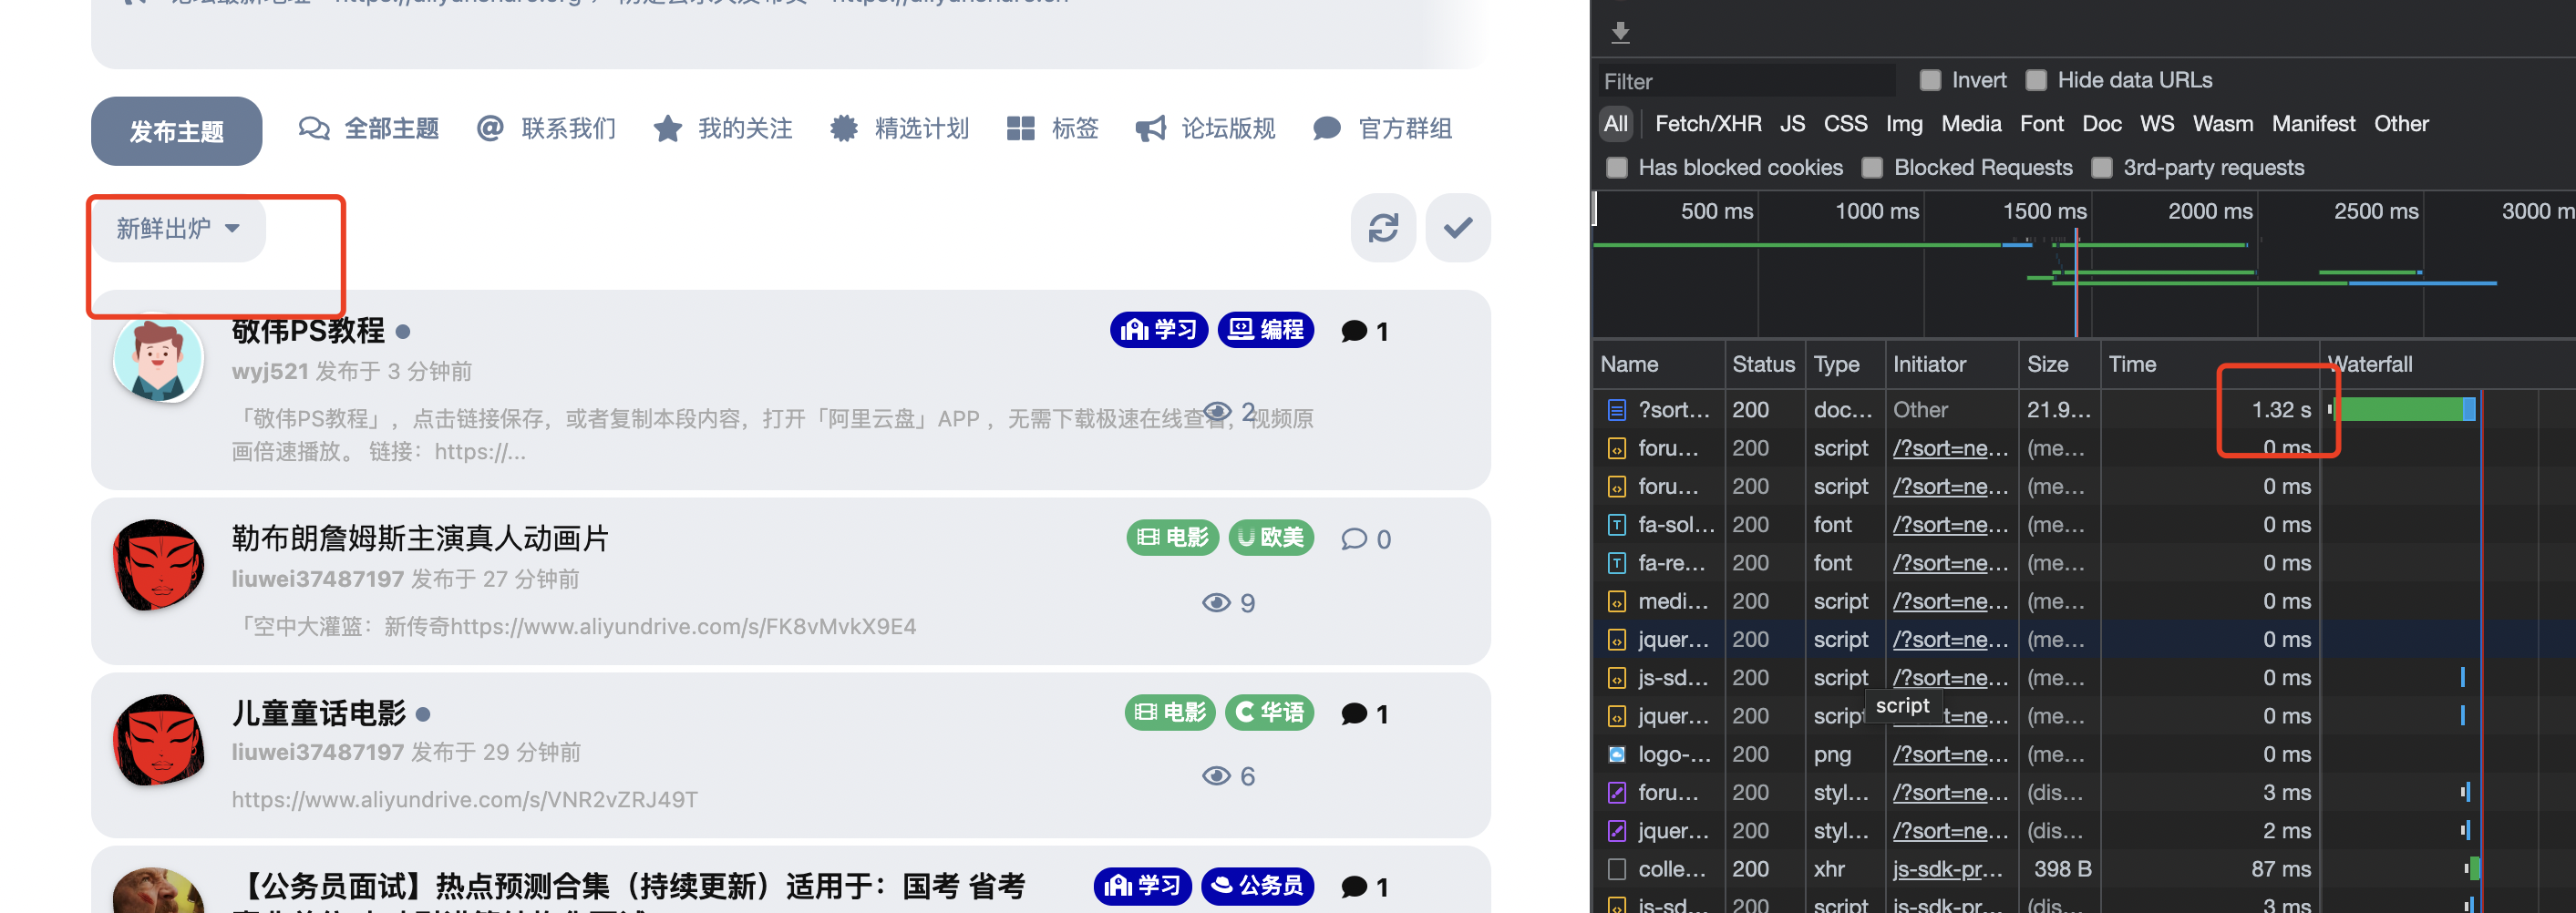 https://aliyunshare.org
https://aliyunshare.cn
发布主题
全部主题
联系我们
我的关注
精选计划
标签
论坛版规
官方群组
新鲜出炉
敬伟PS教程
学习
编程
1
wyj521 发布于 3 分钟前
2
「敬伟PS教程」，点击链接保存，或者复制本段内容，打开「阿里云盘」APP ，无需下载极速在线查看，视频原
画倍速播放。 链接：https://...
勒布朗詹姆斯主演真人动画片
电影
欧美
0
liuwei37487197 发布于 27 分钟前
9
「空中大灌篮：新传奇https://www.aliyundrive.com/s/FK8vMvkX9E4
儿童童话电影
电影
华语
1
liuwei37487197 发布于 29 分钟前
6
https://www.aliyundrive.com/s/VNR2vZRJ49T
【公务员面试】热点预测合集（持续更新）适用于：国考 省考
学习
公务员
1
Filter
Invert
Hide data URLs
All Fetch/XHR JS CSS Img Media Font Doc WS Wasm Manifest Other
Has blocked cookies
Blocked Requests
3rd-party requests
500 ms 1000 ms 1500 ms 2000 ms 2500 ms 3000 m
Name Status Type Initiator Size Time Waterfall
?sort... 200 doc... Other 21.9... 1.32 s
foru... 200 script /?sort=ne... (me... 0 ms
foru... 200 script /?sort=ne... (me... 0 ms
fa-sol... 200 font /?sort=ne... (me... 0 ms
fa-re... 200 font /?sort=ne... (me... 0 ms
medi... 200 script /?sort=ne... (me... 0 ms
jquer... 200 script /?sort=ne... (me... 0 ms
js-sd... 200 script /?sort=ne... (me... 0 ms
script
jquer... 200 script /?sort=ne... (me... 0 ms
logo-... 200 png /?sort=ne... (me... 0 ms
foru... 200 styl... /?sort=ne... (dis... 3 ms
jquer... 200 styl... /?sort=ne... (dis... 2 ms
colle... 200 xhr js-sdk-pr... 398 B 87 ms
js-sd... 200 script js-sdk-pr... (dis... 3 ms